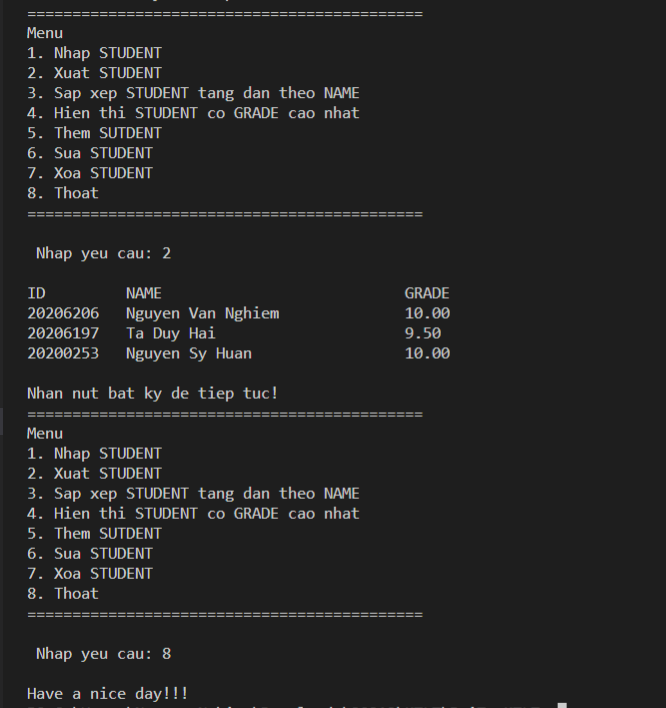 ============================================
Menu
1. Nhap STUDENT
2. Xuat STUDENT
3. Sap xep STUDENT tang dan theo NAME
4. Hien thi STUDENT co GRADE cao nhat
5. Them SUTDENT
6. Sua STUDENT
7. Xoa STUDENT
8. Thoat
============================================
Nhap yeu cau: 2
ID NAME GRADE
20206206 Nguyen Van Nghiem 10.00
20206197 Ta Duy Hai 9.50
20200253 Nguyen Sy Huan 10.00
Nhan nut bat ky de tiep tuc!
============================================
Menu
1. Nhap STUDENT
2. Xuat STUDENT
3. Sap xep STUDENT tang dan theo NAME
4. Hien thi STUDENT co GRADE cao nhat
5. Them SUTDENT
6. Sua STUDENT
7. Xoa STUDENT
8. Thoat
============================================
Nhap yeu cau: 8
Have a nice day!!!